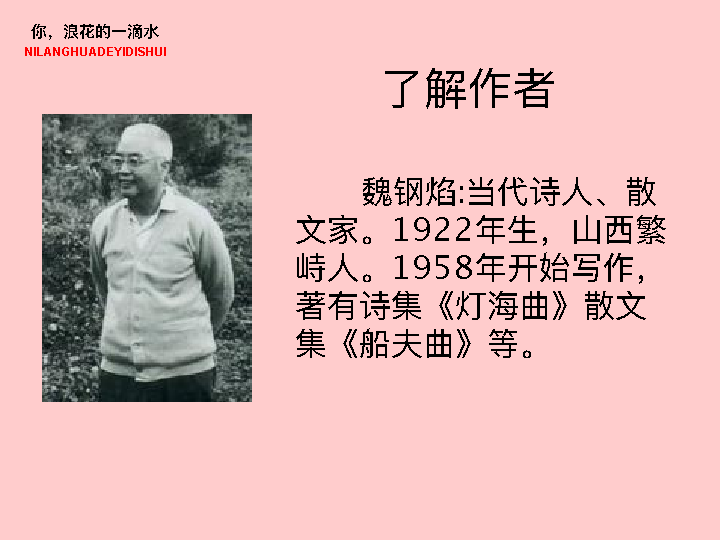 你，浪花的一滴水
NILANGHUADEYIDISHUI
了解作者
魏钢焰:当代诗人、散
文家。1922年生，山西繁
峙人。1958年开始写作，
著有诗集《灯海曲》散文
集《船夫曲》等。